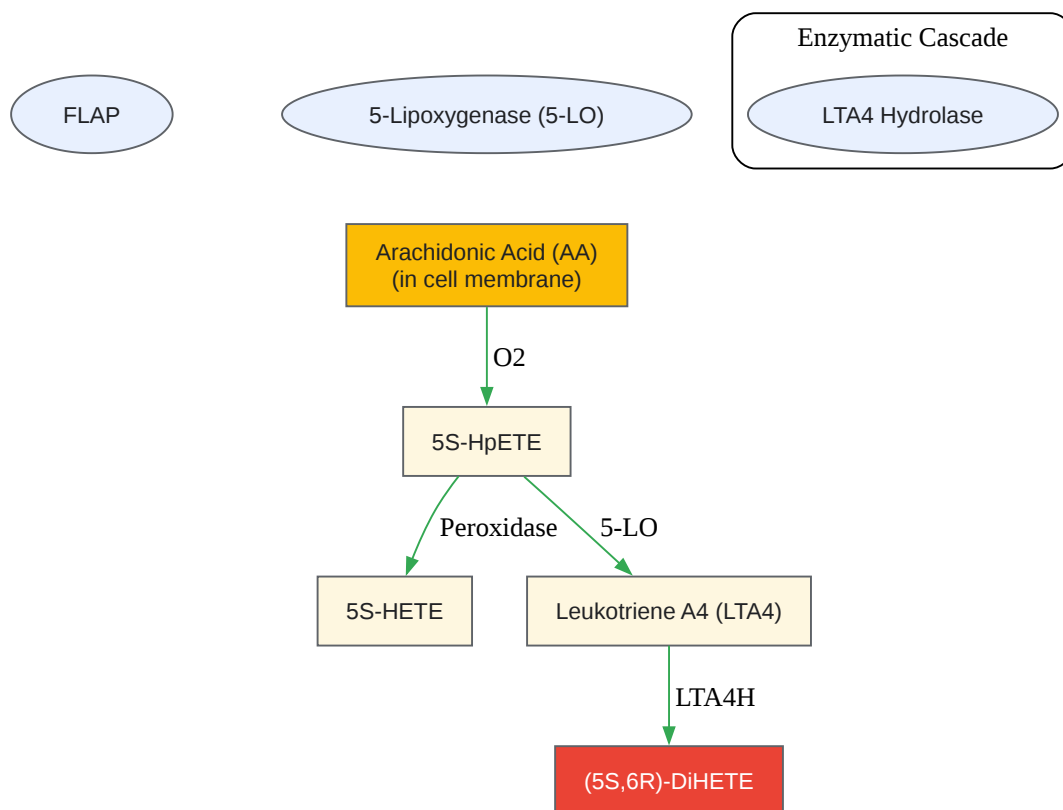 Enzymatic Cascade
FLAP
5-Lipoxygenase (5-LO)
LTA4 Hydrolase
Arachidonic Acid (AA)
(in cell membrane)
O2
5S-HpETE
Peroxidase
5-LO
5S-HETE
Leukotriene A4 (LTA4)
LTA4H
(5S,6R)-DiHETE